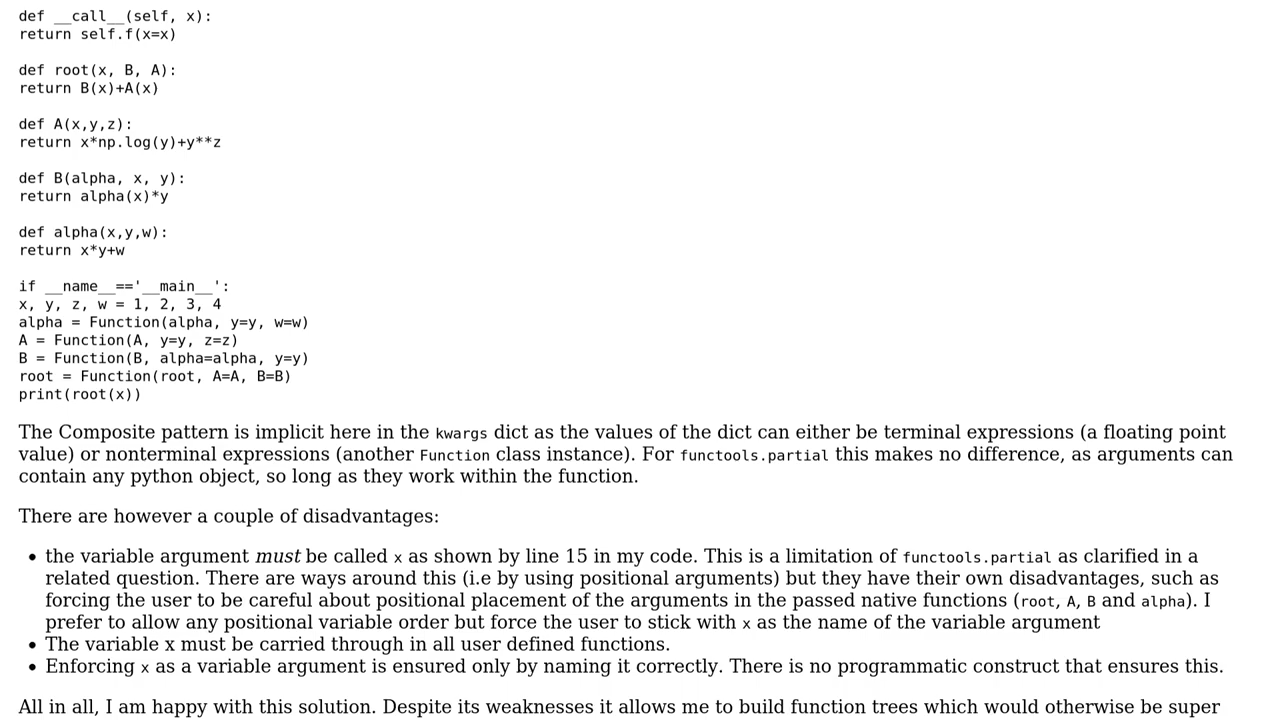 def __call__(self, x):
return self.f(x=x)
def root(x, B, A):
return B(x)+A(x)
def A(x,y,z):
return x*np.log(y)+y**z
def B(alpha, x, y):
return alpha(x)*y
def alpha(x,y,w):
return x*y+w
if __name__=='__main__':
x, y, z, w = 1, 2, 3, 4
alpha = Function(alpha, y=y, w=w)
A = Function(A, y=y, z=z)
B = Function(B, alpha=alpha, y=y)
root = Function(root, A=A, B=B)
print(root(x))
The Composite pattern is implicit here in the kwargs dict as the values of the dict can either be terminal expressions (a floating point
value) or nonterminal expressions (another Function class instance). For functools.partial this makes no difference, as arguments can
contain any python object, so long as they work within the function.
There are however a couple of disadvantages:
• the variable argument must be called x as shown by line 15 in my code. This is a limitation of functools.partial as clarified in a
related question. There are ways around this (i.e by using positional arguments) but they have their own disadvantages, such as
forcing the user to be careful about positional placement of the arguments in the passed native functions (root, A, B and alpha). I
prefer to allow any positional variable order but force the user to stick with x as the name of the variable argument
• The variable x must be carried through in all user defined functions.
• Enforcing x as a variable argument is ensured only by naming it correctly. There is no programmatic construct that ensures this.
All in all, I am happy with this solution. Despite its weaknesses it allows me to build function trees which would otherwise be super